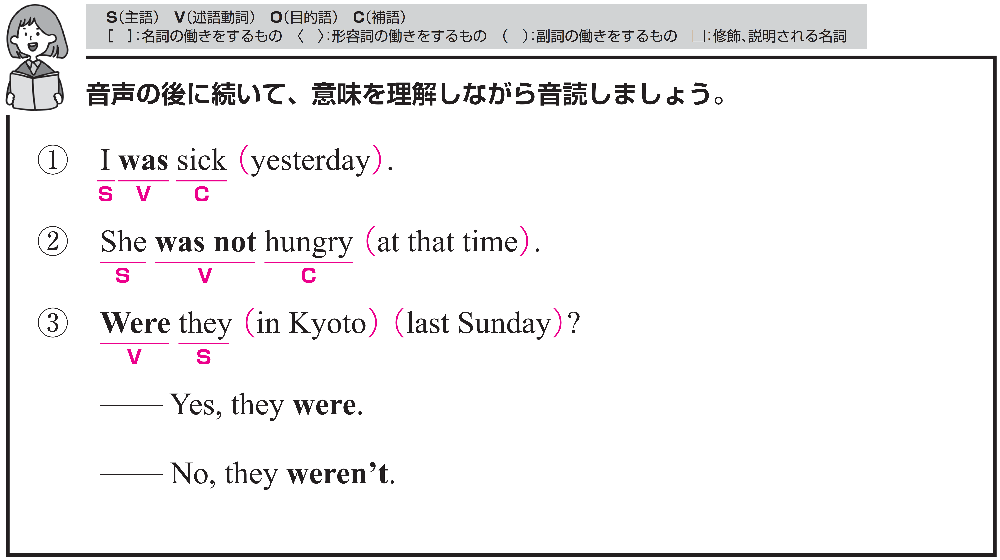 S(主語) V(述語動詞) O(目的語) C(補語)
[ ]:名詞の働きをするもの 〈 〉:形容詞の働きをするもの ( ):副詞の働きをするもの □:修飾、説明される名詞
音声の後に続いて、意味を理解しながら音読しましょう。
① I was sick (yesterday).
S V C
② She was not hungry (at that time).
S V C
③ Were they (in Kyoto) (last Sunday)?
V S
—— Yes, they were.
—— No, they weren’t.